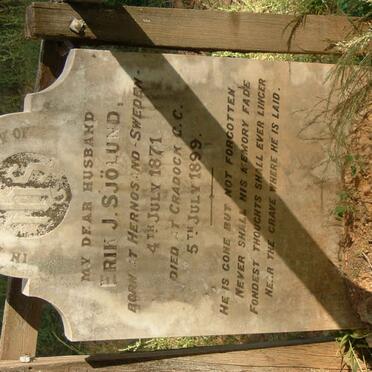 Y OF
IHS
MY DEAR HUSBAND
ERIK J. SJÖLUND,
BORN AT HERNOSAND-SWEDEN-
4TH JULY 1871
DIED AT CRADOCK C.C.
5TH JULY 1899.
HE IS GONE BUT NOT FORGOTTEN
NEVER SHALL HIS MEMORY FADE
FONDEST THOUGHTS SHALL EVER LINGER
NEAR THE GRAVE WHERE HE IS LAID.